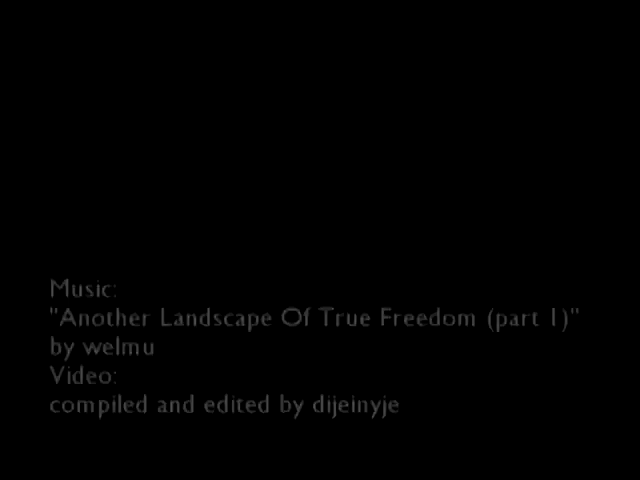 Music:
"Another Landscape Of True Freedom (part 1)"
by welmu
Video:
compiled and edited by dijeinyje